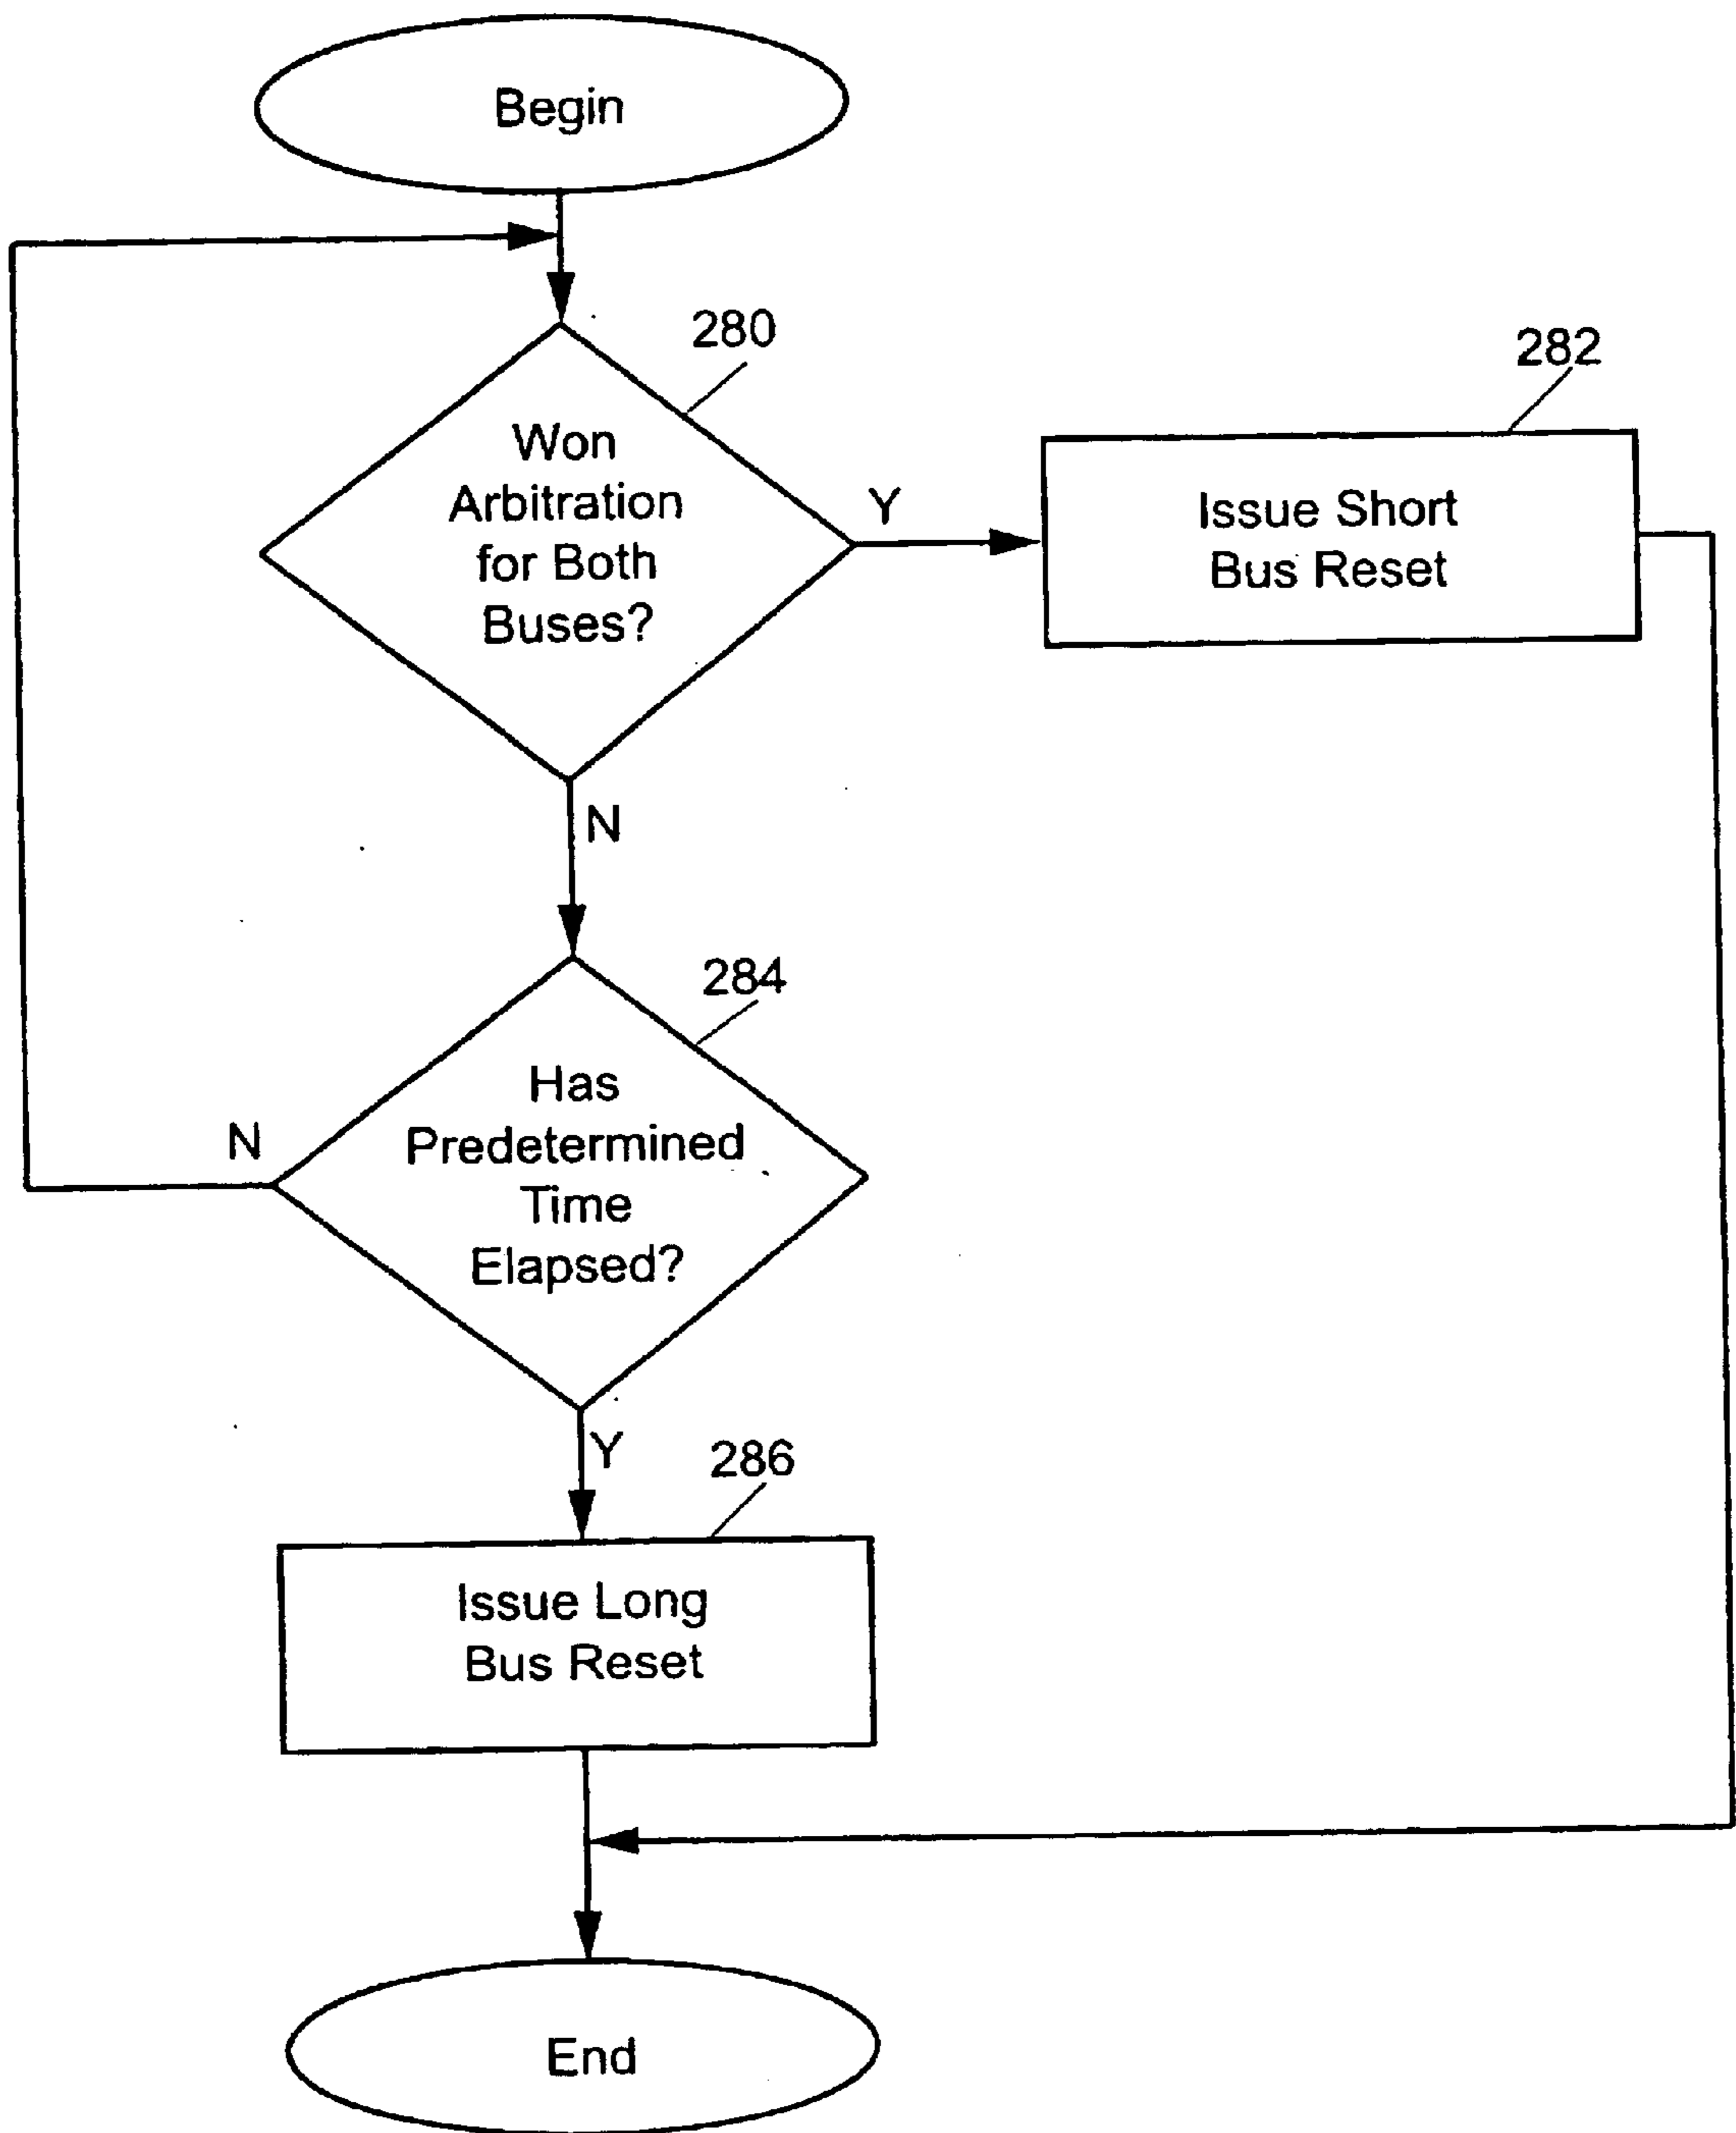 Begin
280
Won
Arbitration
for Both
Buses?
Y
282
Issue Short
Bus Reset
N
284
Has
Predetermined
Time
Elapsed?
N
Y
286
Issue Long
Bus Reset
End